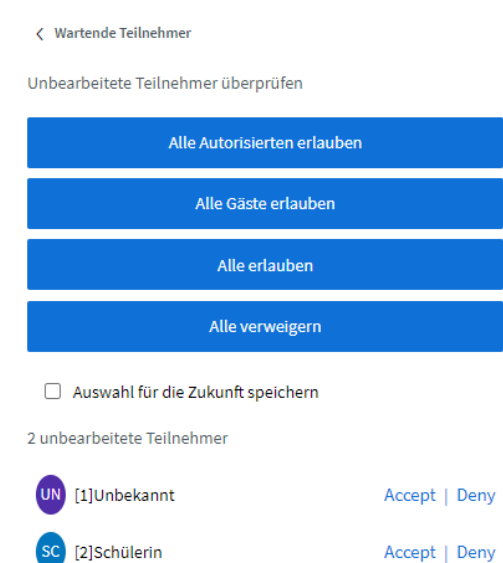 Wartende Teilnehmer
Unbearbeitete Teilnehmer überprüfen
Alle Autorisierten erlauben
Alle Gäste erlauben
Alle erlauben
Alle verweigern
Auswahl für die Zukunft speichern
2 unbearbeitete Teilnehmer
UN [1]Unbekannt Accept | Deny
SC [2]Schülerin Accept | Deny